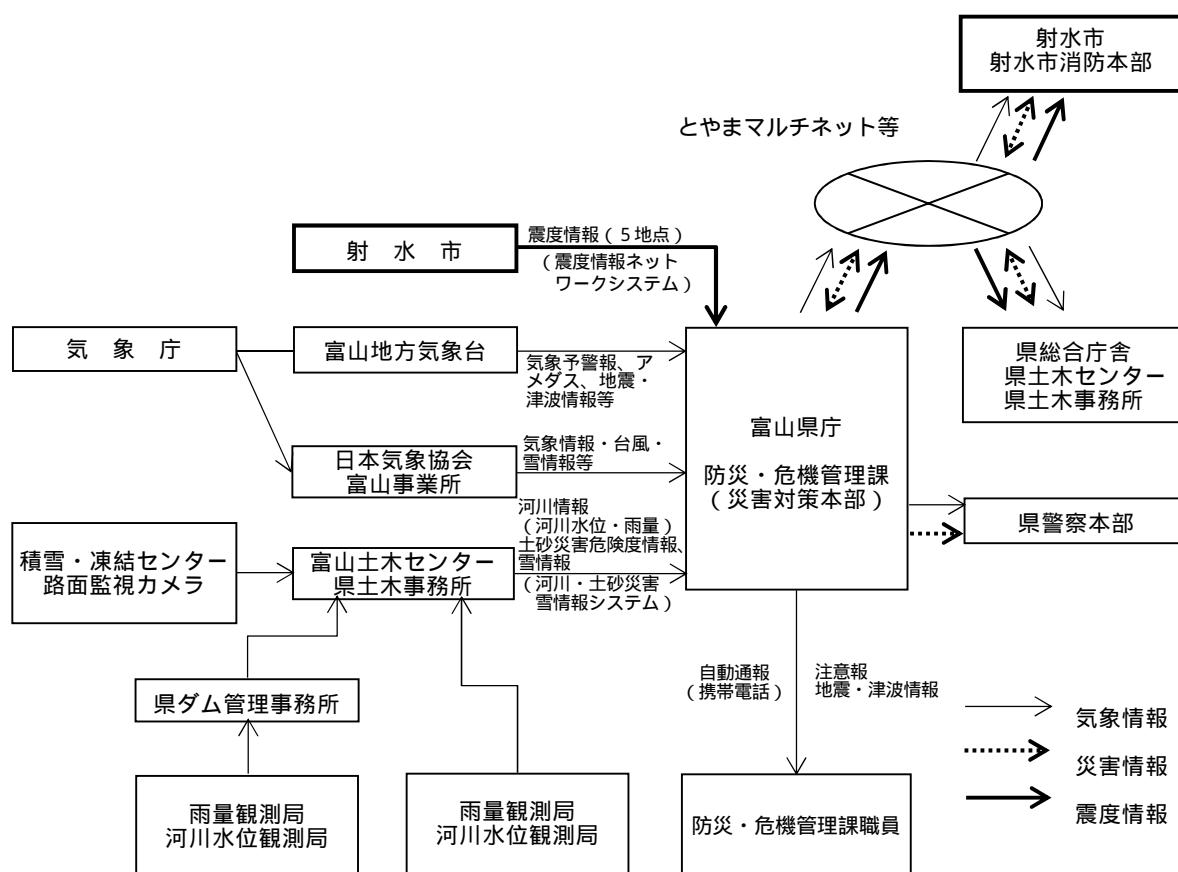 射水市
射水市消防本部
とやまマルチネット等
射 水 市
震度情報(5地点)
(震度情報ネット
ワークシステム)
気 象 庁
富山地方気象台
気象予警報、ア
メダス、地震・
津波情報等
県総合庁舎
県土木センター
県土木事務所
富山県庁
防災・危機管理課
(災害対策本部)
日本気象協会
富山事業所
気象情報・台風・
雪情報等
県警察本部
積雪・凍結センター
路面監視カメラ
富山土木センター
県土木事務所
河川情報
(河川水位・雨量)
土砂災害危険度情報、
雪情報
(河川・土砂災害
雪情報システム)
県ダム管理事務所
自動通報
(携帯電話)
注意報
地震・津波情報
雨量観測局
河川水位観測局
雨量観測局
河川水位観測局
防災・危機管理課職員
気象情報
災害情報
震度情報